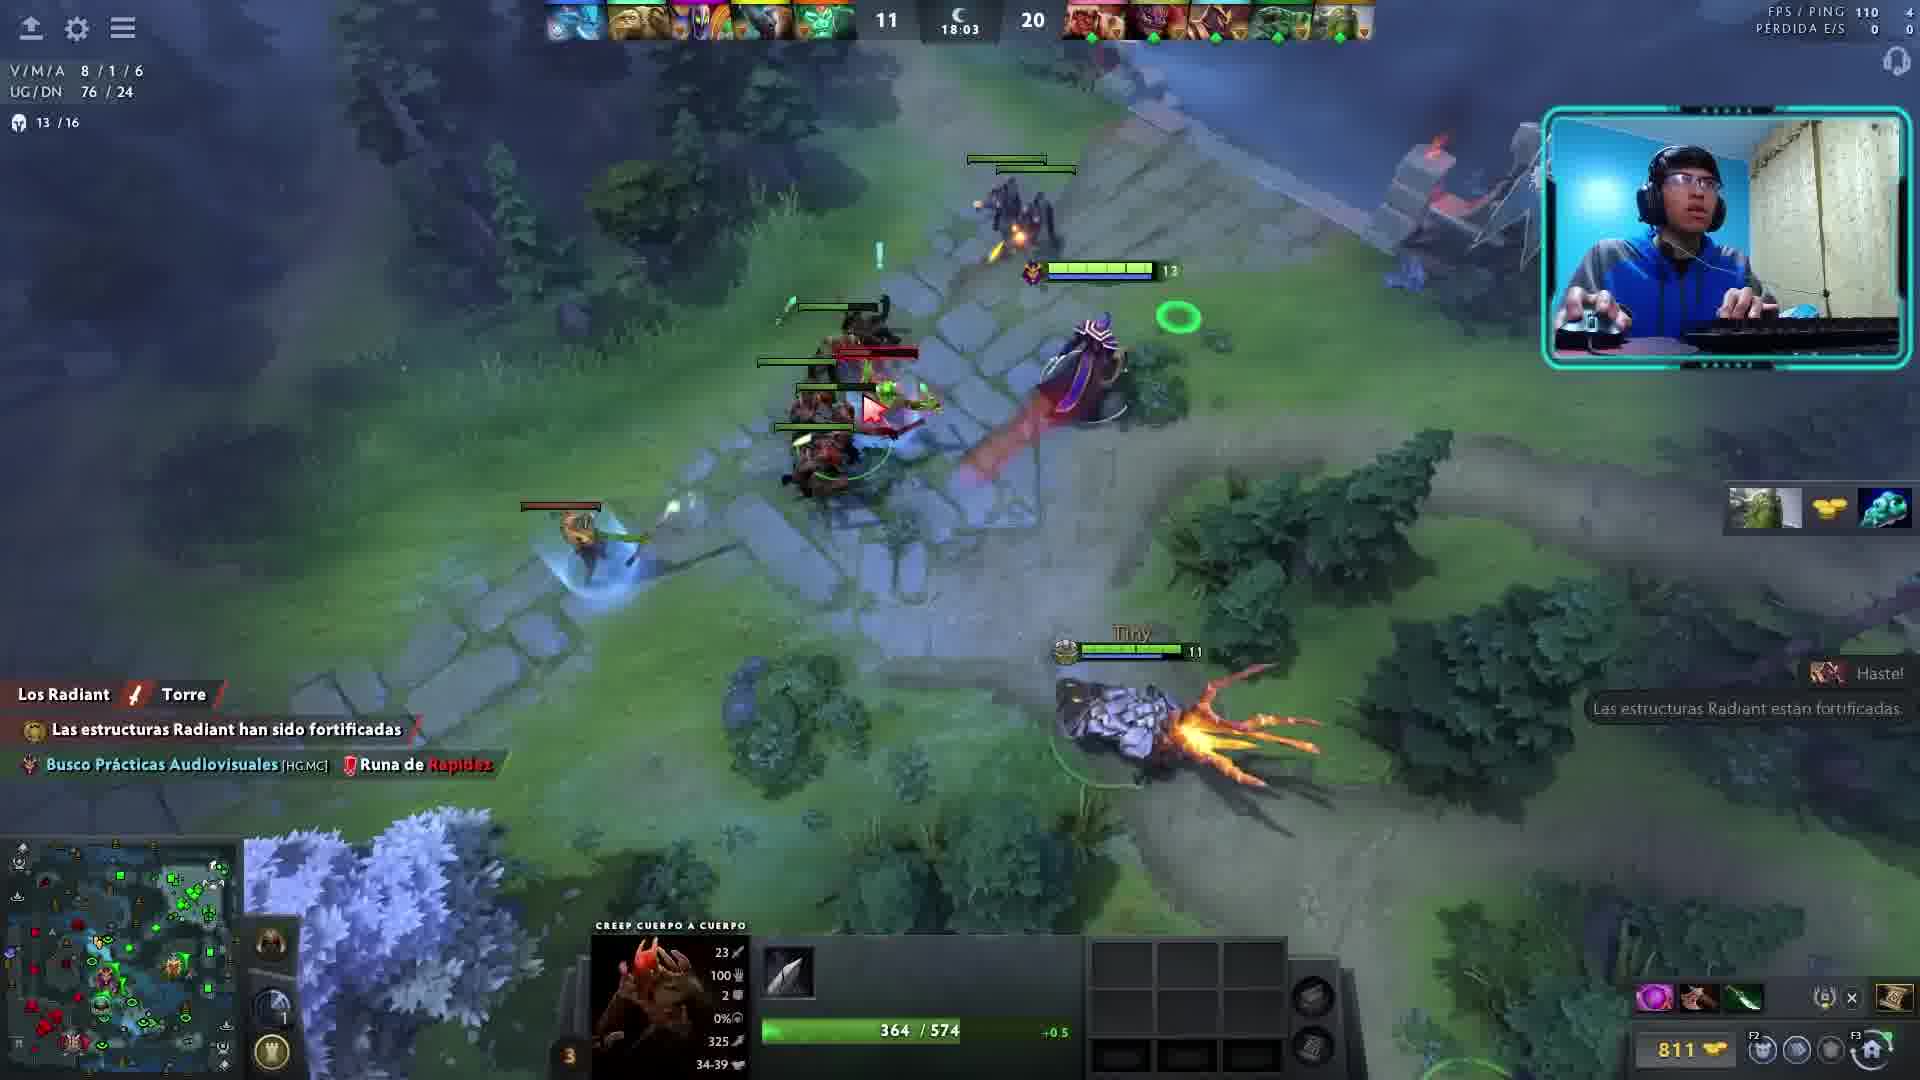 11
18:03
20
FPS / PING 110 4
PÉRDIDA E/S 0 0
V/M/A 8 / 1 / 6
UG/DN 76 / 24
13 /16
13
Tiny
11
Los Radiant Torre
Haste!
Las estructuras Radiant están fortificadas.
Las estructuras Radiant han sido fortificadas
Busco Prácticas Audiovisuales [HG.MC] Runa de Rapidez
CREEP CUERPO A CUERPO
23
100
2
0%
325
34-39
3
364 / 574
+0.5
1
811
F2
F3